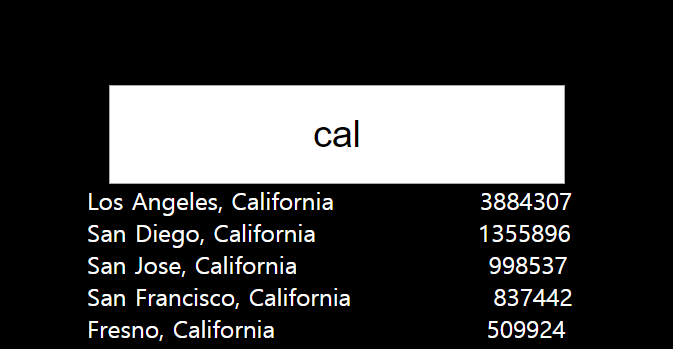 cal
Los Angeles, California 3884307
San Diego, California 1355896
San Jose, California 998537
San Francisco, California 837442
Fresno, California 509924